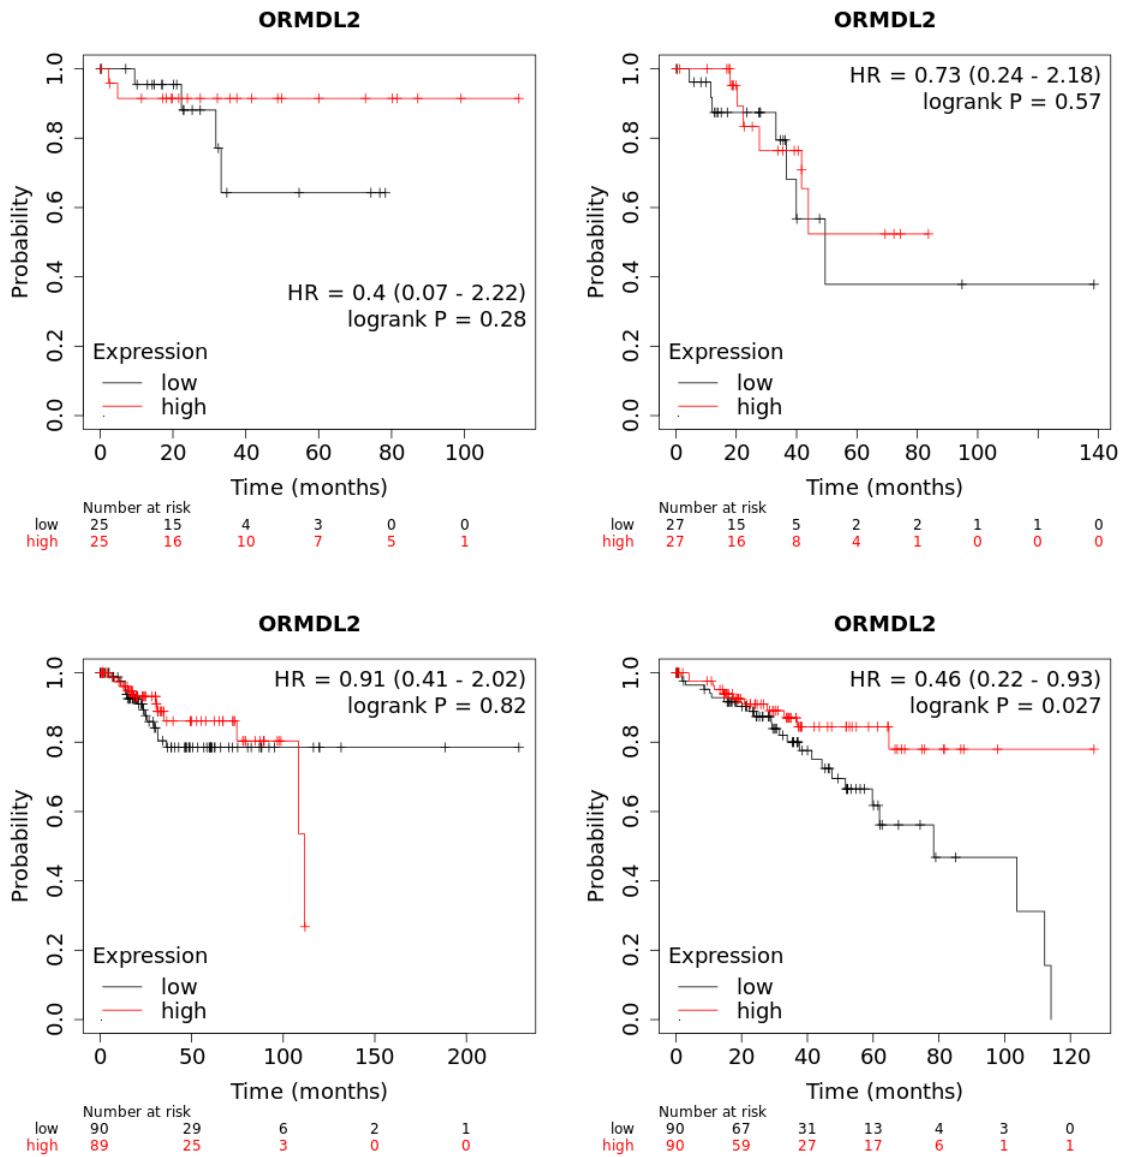 ORMDL2
HR = 0.4 (0.07 - 2.22)
logrank P = 0.28
Probability
0.0 0.2 0.4 0.6 0.8 1.0
Expression
low
high
0 20 40 60 80 100
Time (months)
Number at risk
low 25 15 4 3 0 0
high 25 16 10 7 5 1
ORMDL2
HR = 0.73 (0.24 - 2.18)
logrank P = 0.57
Probability
0.0 0.2 0.4 0.6 0.8 1.0
Expression
low
high
0 20 40 60 80 100 140
Time (months)
Number at risk
low 27 15 5 2 2 1 1 0
high 27 16 8 4 1 0 0 0
ORMDL2
HR = 0.91 (0.41 - 2.02)
logrank P = 0.82
Probability
0.0 0.2 0.4 0.6 0.8 1.0
Expression
low
high
0 50 100 150 200
Time (months)
Number at risk
low 90 29 6 2 1
high 89 25 3 0 0
ORMDL2
HR = 0.46 (0.22 - 0.93)
logrank P = 0.027
Probability
0.0 0.2 0.4 0.6 0.8 1.0
Expression
low
high
0 20 40 60 80 100 120
Time (months)
Number at risk
low 90 67 31 13 4 3 0
high 90 59 27 17 6 1 1